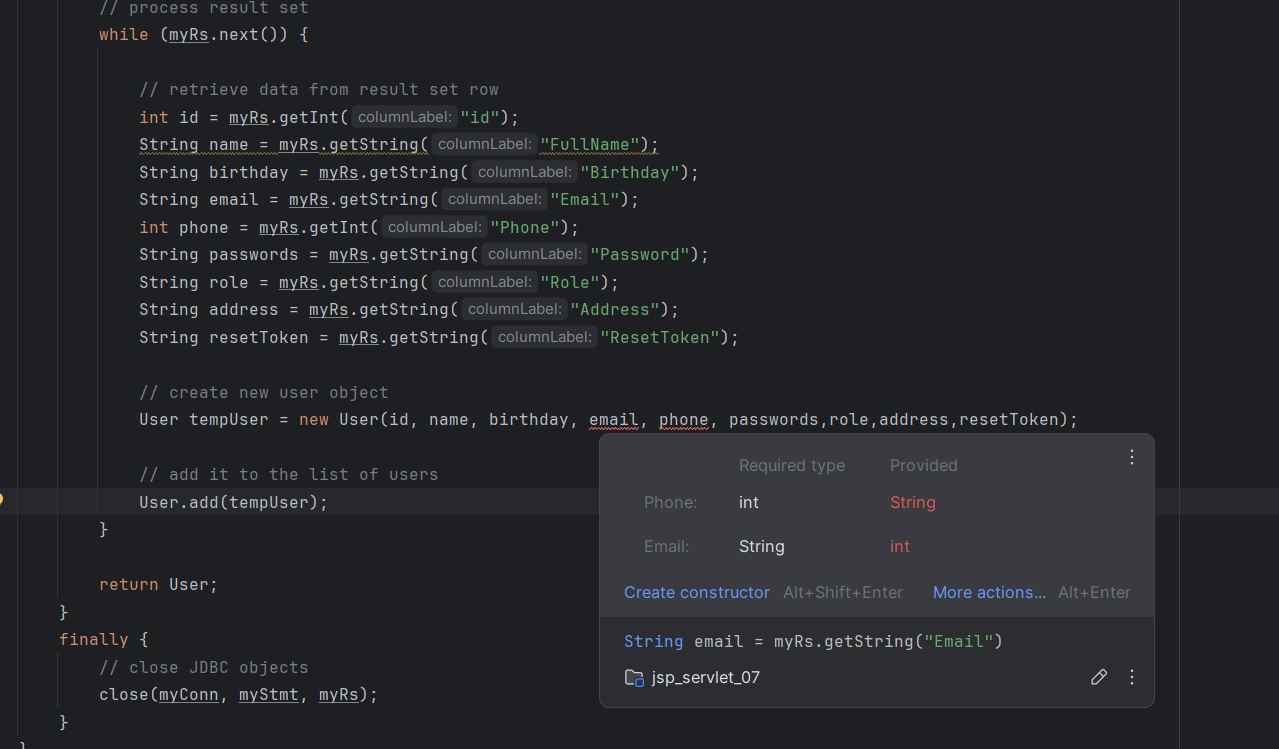 // process result set
while (myRs.next()) {
// retrieve data from result set row
int id = myRs.getInt( columnLabel: "id");
String name = myRs.getString( columnLabel: "FullName");
String birthday = myRs.getString( columnLabel: "Birthday");
String email = myRs.getString( columnLabel: "Email");
int phone = myRs.getInt( columnLabel: "Phone");
String passwords = myRs.getString( columnLabel: "Password");
String role = myRs.getString( columnLabel: "Role");
String address = myRs.getString( columnLabel: "Address");
String resetToken = myRs.getString( columnLabel: "ResetToken");
// create new user object
User tempUser = new User(id, name, birthday, email, phone, passwords,role,address,resetToken);
// add it to the list of users
User.add(tempUser);
}
return User;
}
finally {
// close JDBC objects
close(myConn, myStmt, myRs);
}
}
Required type Provided
Phone: int String
Email: String int
Create constructor Alt+Shift+Enter More actions... Alt+Enter
String email = myRs.getString("Email")
jsp_servlet_07